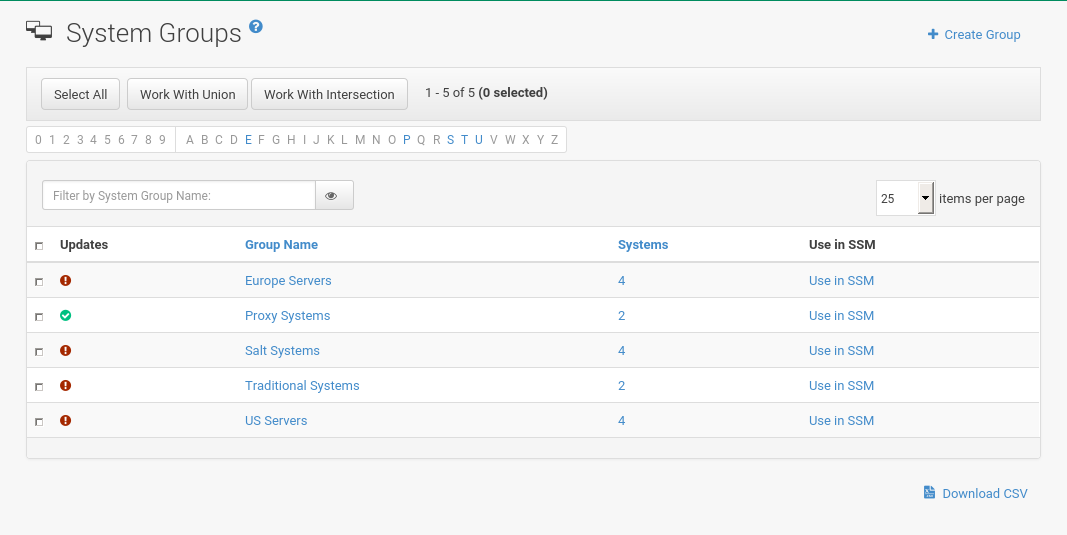 System Groups ?
Create Group
Select All Work With Union Work With Intersection 1 - 5 of 5 (0 selected)
0 1 2 3 4 5 6 7 8 9 A B C D E F G H I J K L M N O P Q R S T U V W X Y Z
Filter by System Group Name: 25 items per page
Updates Group Name Systems Use in SSM
Europe Servers 4 Use in SSM
Proxy Systems 2 Use in SSM
Salt Systems 4 Use in SSM
Traditional Systems 2 Use in SSM
US Servers 4 Use in SSM
Download CSV